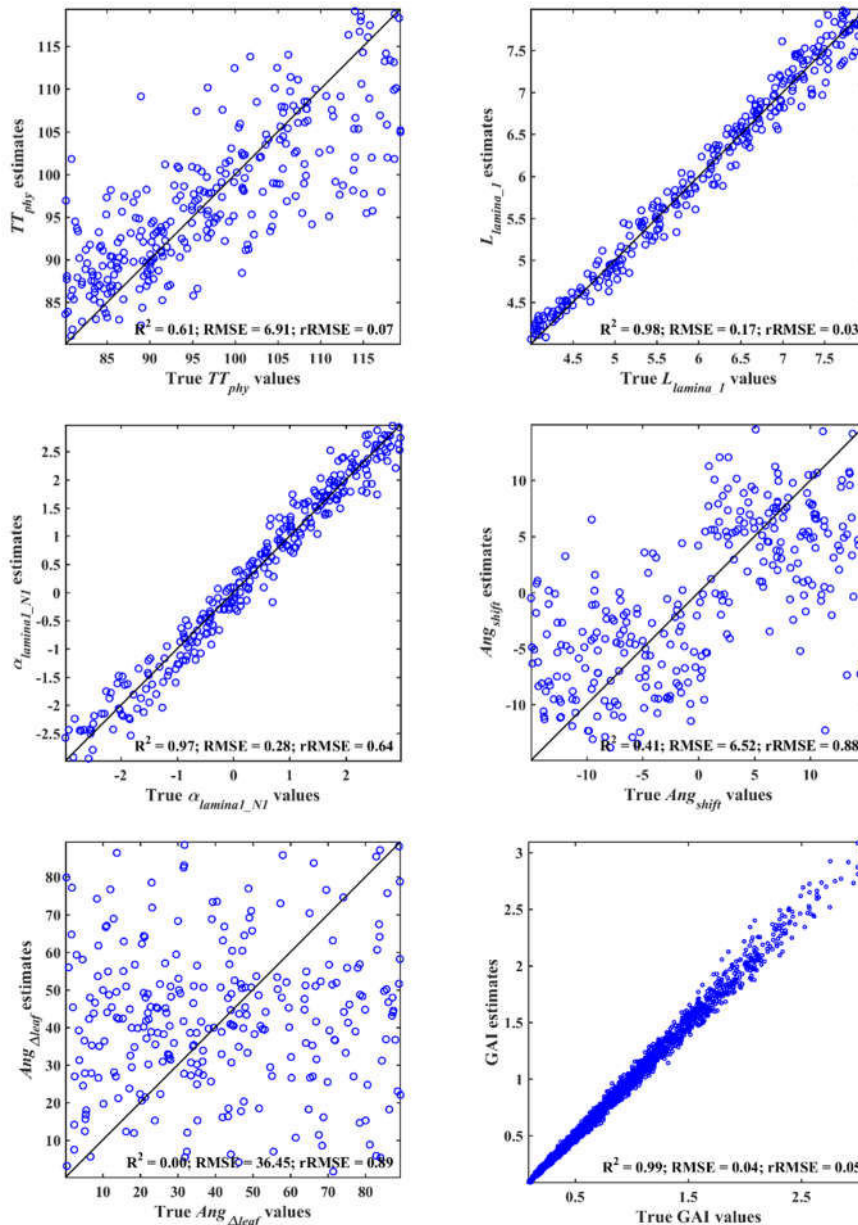 115
110
105
100
95
90
85
TT_phy estimates
R² = 0.61; RMSE = 6.91; rRMSE = 0.07
85 90 95 100 105 110 115
True TT_phy values
7.5
7
6.5
6
5.5
5
4.5
L_lamina_1 estimates
R² = 0.98; RMSE = 0.17; rRMSE = 0.03
4.5 5 5.5 6 6.5 7 7.5
True L_lamina_1 values
2.5
2
1.5
1
0.5
0
-0.5
-1
-1.5
-2
-2.5
α_lamina1_N1 estimates
R² = 0.97; RMSE = 0.28; rRMSE = 0.64
-2 -1 0 1 2
True α_lamina1_N1 values
10
5
0
-5
-10
Ang_shift estimates
R² = 0.41; RMSE = 6.52; rRMSE = 0.88
-10 -5 0 5 10
True Ang_shift values
80
70
60
50
40
30
20
10
Ang_Δleaf estimates
R² = 0.00; RMSE = 36.45; rRMSE = 0.89
10 20 30 40 50 60 70 80
True Ang_Δleaf values
3
2.5
2
1.5
1
0.5
GAI estimates
R² = 0.99; RMSE = 0.04; rRMSE = 0.05
0.5 1.5 2.5
True GAI values